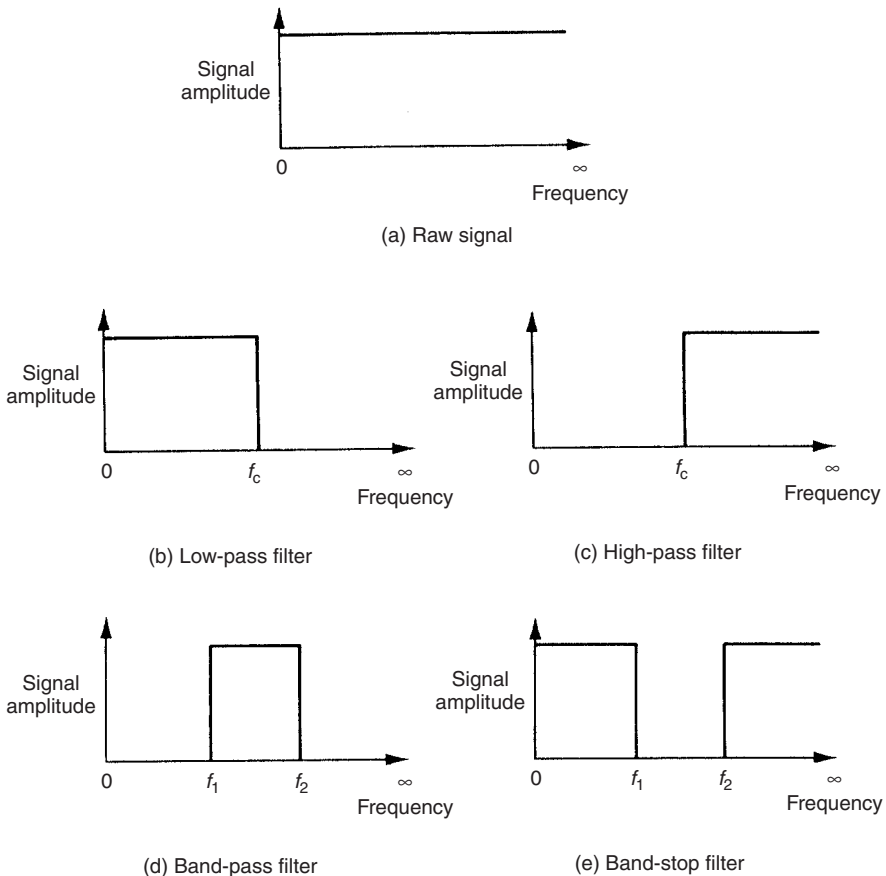 Signal
amplitude
0
∞
Frequency
(a) Raw signal
Signal
amplitude
0 fc ∞
Frequency
(b) Low-pass filter
Signal
amplitude
0 fc ∞
Frequency
(c) High-pass filter
Signal
amplitude
0 f1 f2 ∞
Frequency
(d) Band-pass filter
Signal
amplitude
0 f1 f2 ∞
Frequency
(e) Band-stop filter